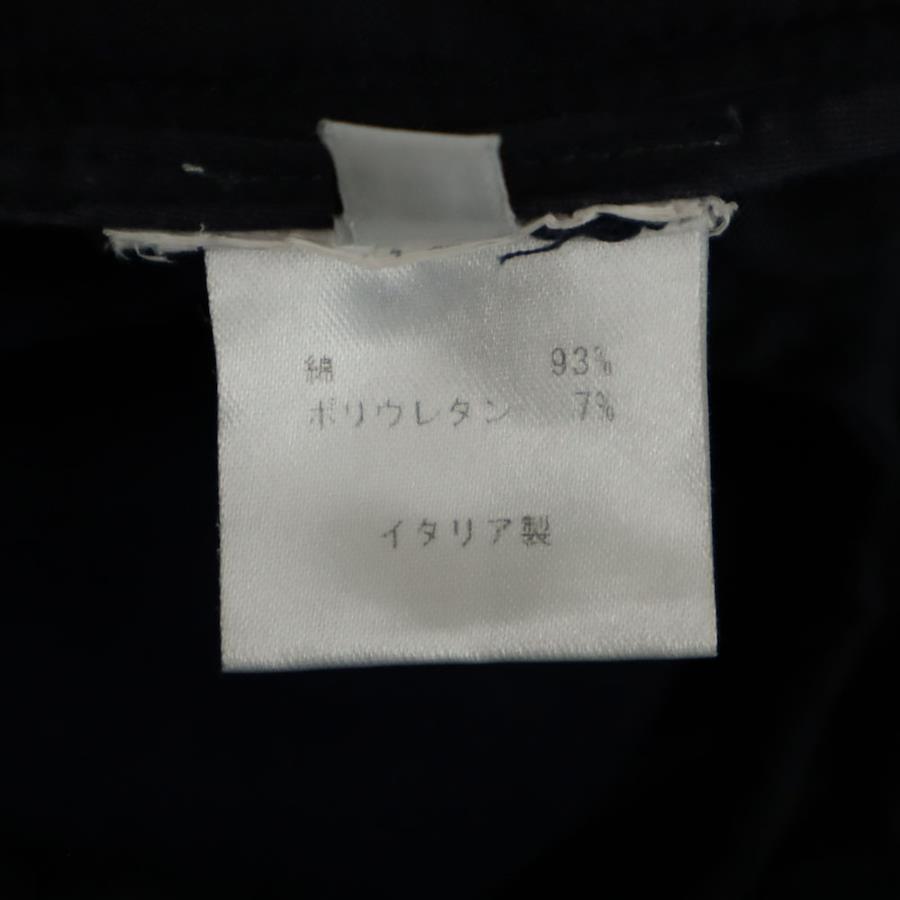 綿 93%
ポリウレタン 7%
イタリア製